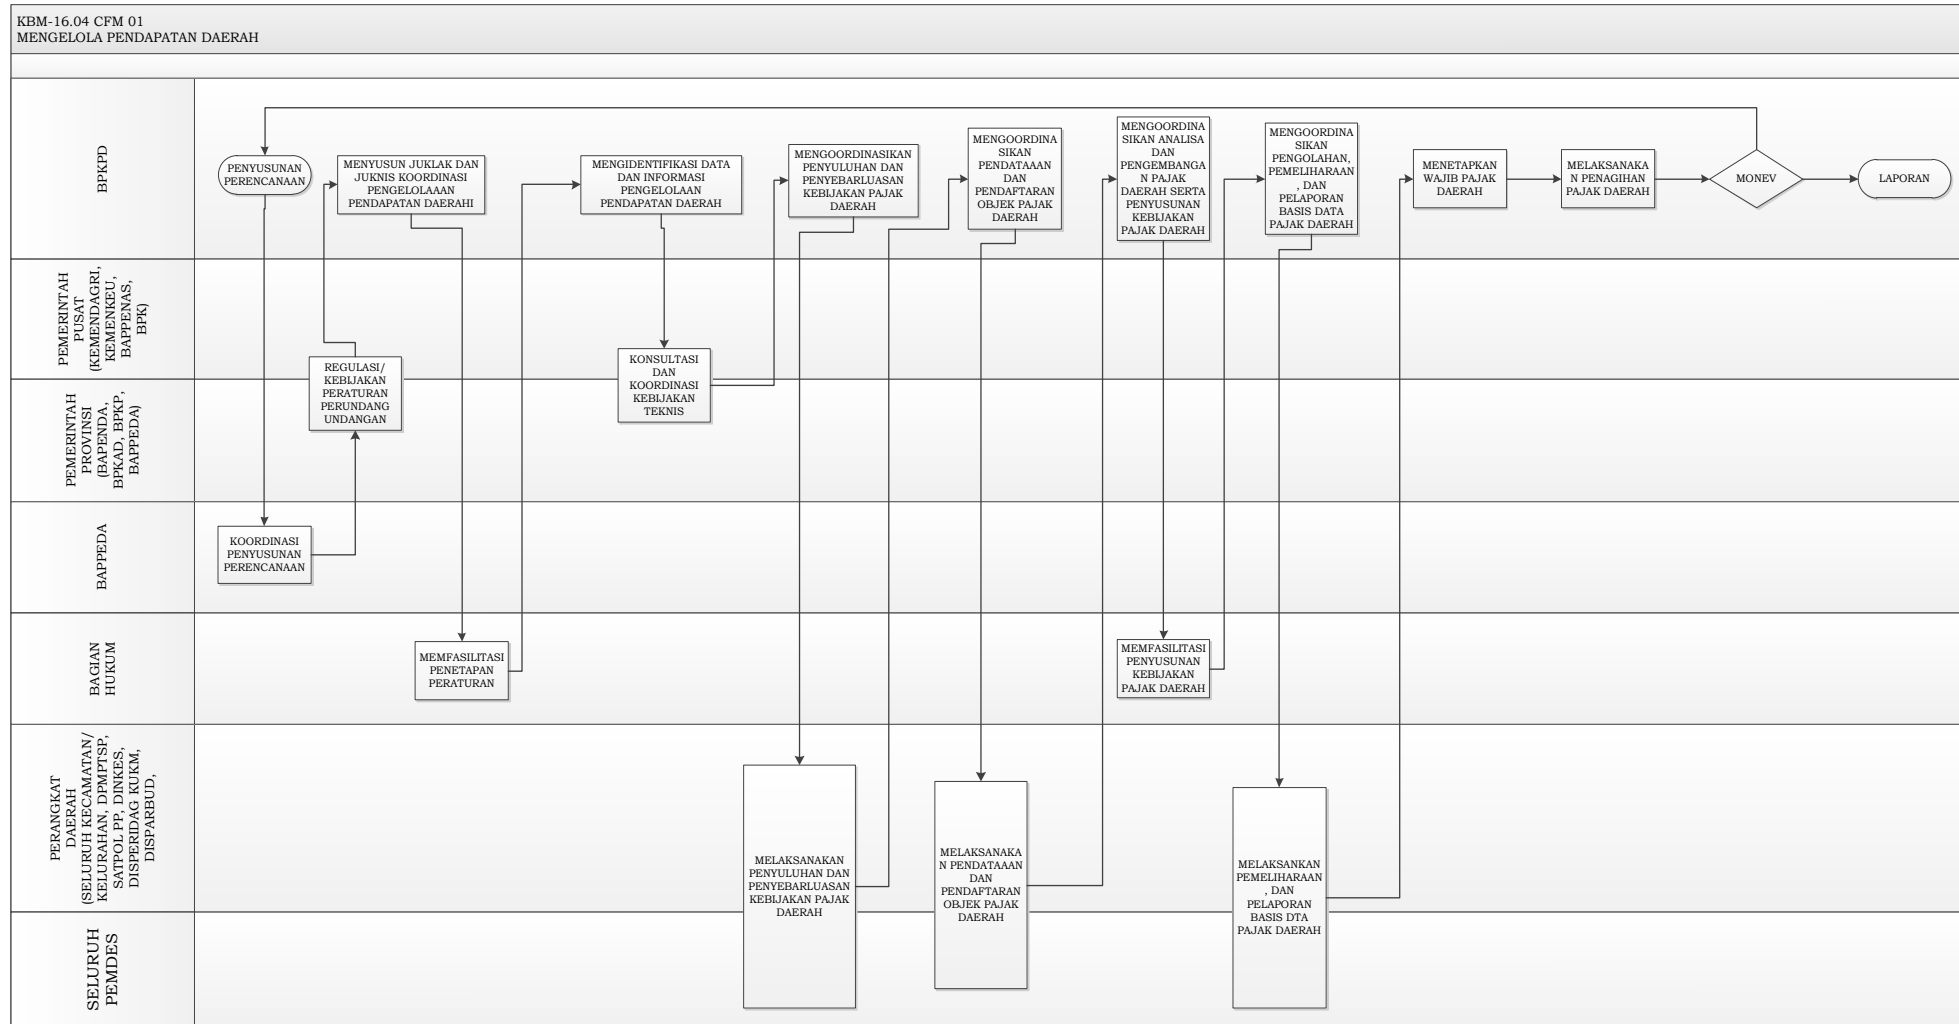 KBM-16.04 CFM 01
MENGELOLA PENDAPATAN DAERAH
BPKPD
PENYUSUNAN
PERENCANAAN
MENYUSUN JUKLAK DAN
JUKNIS KOORDINASI
PENGELOLAAAN
PENDAPATAN DAERAHI
MENGIDENTIFIKASI DATA
DAN INFORMASI
PENGELOLAAN
PENDAPATAN DAERAH
MENGOORDINASIKAN
PENYULUHAN DAN
PENYEBARLUASAN
KEBIJAKAN PAJAK
DAERAH
MENGOORDINA
SIKAN
PENDATAAAN
DAN
PENDAFTARAN
OBJEK PAJAK
DAERAH
MENGOORDINA
SIKAN ANALISA
DAN
PENGEMBANGA
N PAJAK
DAERAH SERTA
PENYUSUNAN
KEBIJAKAN
PAJAK DAERAH
MENGOORDINA
SIKAN
PENGOLAHAN,
PEMELIHARAAN
, DAN
PELAPORAN
BASIS DATA
PAJAK DAERAH
MENETAPKAN
WAJIB PAJAK
DAERAH
MELAKSANAKA
N PENAGIHAN
PAJAK DAERAH
MONEV
LAPORAN
PEMERINTAH
PUSAT
(KEMENDAGRI,
KEMENKEU,
BAPPENAS,
BPK)
REGULASI/
KEBIJAKAN
PERATURAN
PERUNDANG
UNDANGAN
KONSULTASI
DAN
KOORDINASI
KEBIJAKAN
TEKNIS
PEMERINTAH
PROVINSI
(BAPENDA,
BPKAD, BPKP,
BAPPEDA)
BAPPEDA
KOORDINASI
PENYUSUNAN
PERENCANAAN
BAGIAN
HUKUM
MEMFASILITASI
PENETAPAN
PERATURAN
MEMFASILITASI
PENYUSUNAN
KEBIJAKAN
PAJAK DAERAH
PERANGKAT
DAERAH
(SELURUH KECAMATAN/
KELURAHAN, DPMPTSP,
SATPOL PP, DINKES,
DISPERIDAG KUKM,
DISPARBUD,
MELAKSANAKAN
PENYULUHAN DAN
PENYEBARLUASAN
KEBIJAKAN PAJAK
DAERAH
MELAKSANAKA
N PENDATAAAN
DAN
PENDAFTARAN
OBJEK PAJAK
DAERAH
MELAKSANKAN
PEMELIHARAAN
, DAN
PELAPORAN
BASIS DTA
PAJAK DAERAH
SELURUH
PEMDES